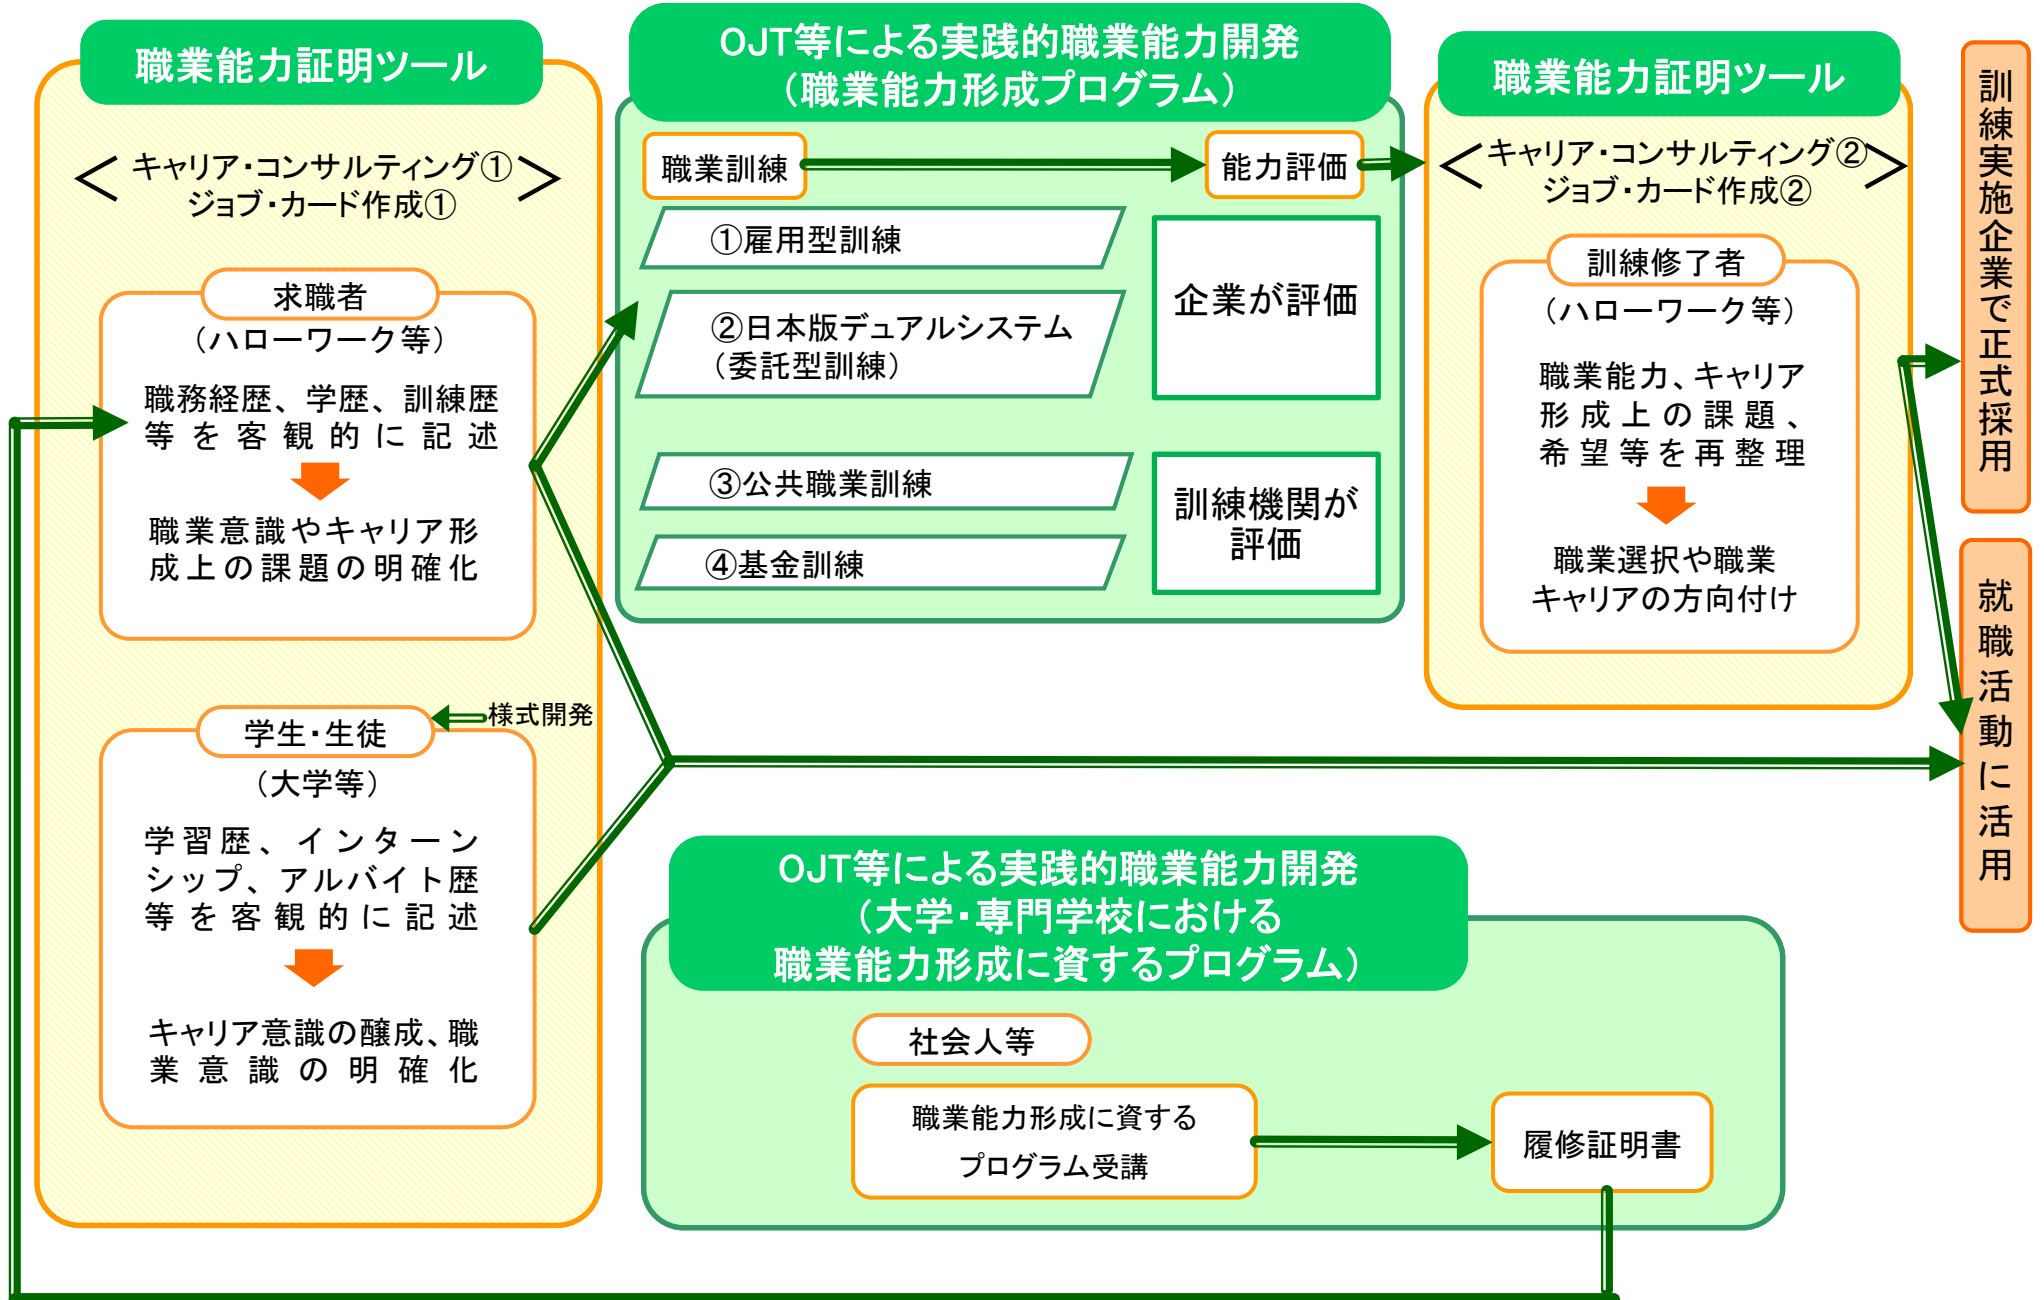 職業能力証明ツール
＜キャリア・コンサルティング①
ジョブ・カード作成①＞
求職者
（ハローワーク等）
職務経歴、学歴、訓練歴
等を客観的に記述
職業意識やキャリア形
成上の課題の明確化
学生・生徒
様式開発
（大学等）
学習歴、インターン
シップ、アルバイト歴
等を客観的に記述
キャリア意識の醸成、職
業意識の明確化
OJT等による実践的職業能力開発
（職業能力形成プログラム）
職業訓練
能力評価
①雇用型訓練
②日本版デュアルシステム
（委託型訓練）
企業が評価
③公共職業訓練
④基金訓練
訓練機関が
評価
職業能力証明ツール
＜キャリア・コンサルティング②
ジョブ・カード作成②＞
訓練修了者
（ハローワーク等）
職業能力、キャリア
形成上の課題、
希望等を再整理
職業選択や職業
キャリアの方向付け
訓練実施企業で正式採用
就職活動に活用
OJT等による実践的職業能力開発
（大学・専門学校における
職業能力形成に資するプログラム）
社会人等
職業能力形成に資する
プログラム受講
履修証明書